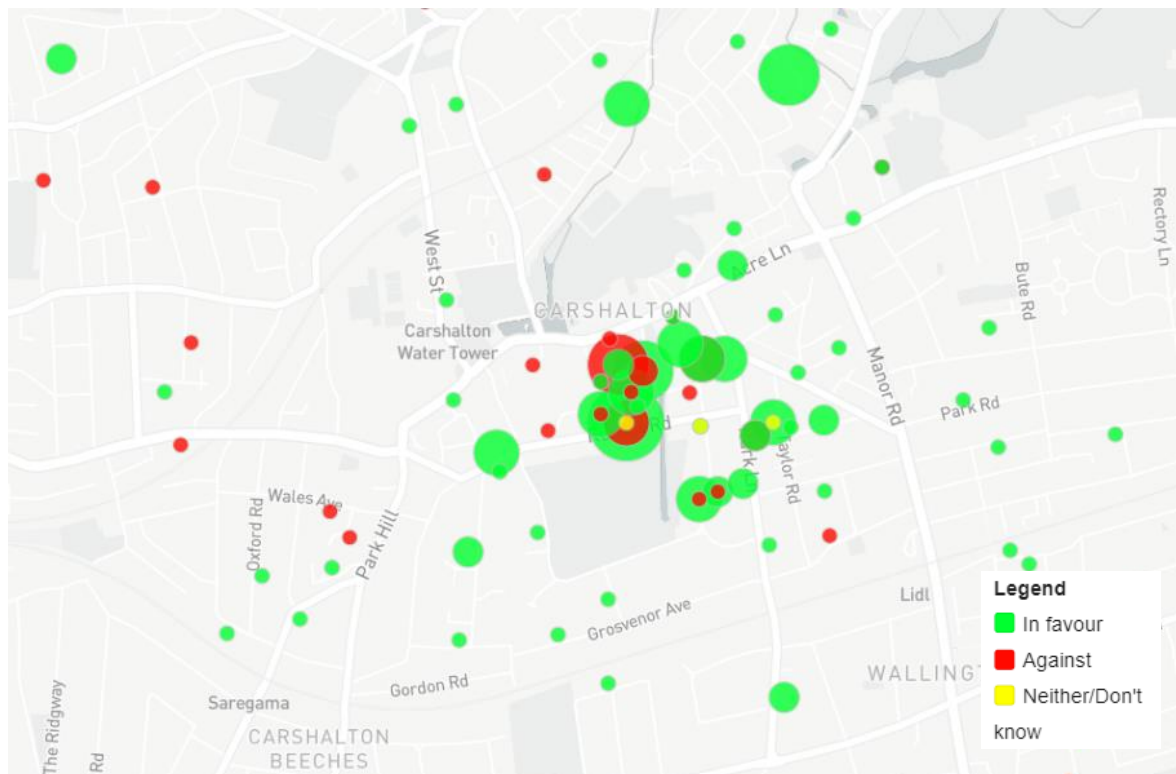 Acre Ln
Rectory Ln
West St
Bute Rd
CARSHALTON
Carshalton
Water Tower
Manor Rd
Park Rd
Rd
Taylor Rd
Wales Ave
Oxford Rd
Park Hill
Legend
In favour
Against
Neither/Don't
know
Lidl
Grosvenor Ave
WALLING
Gordon Rd
Saregama
The Ridgway
Rd
CARSHALTON
BEECHES